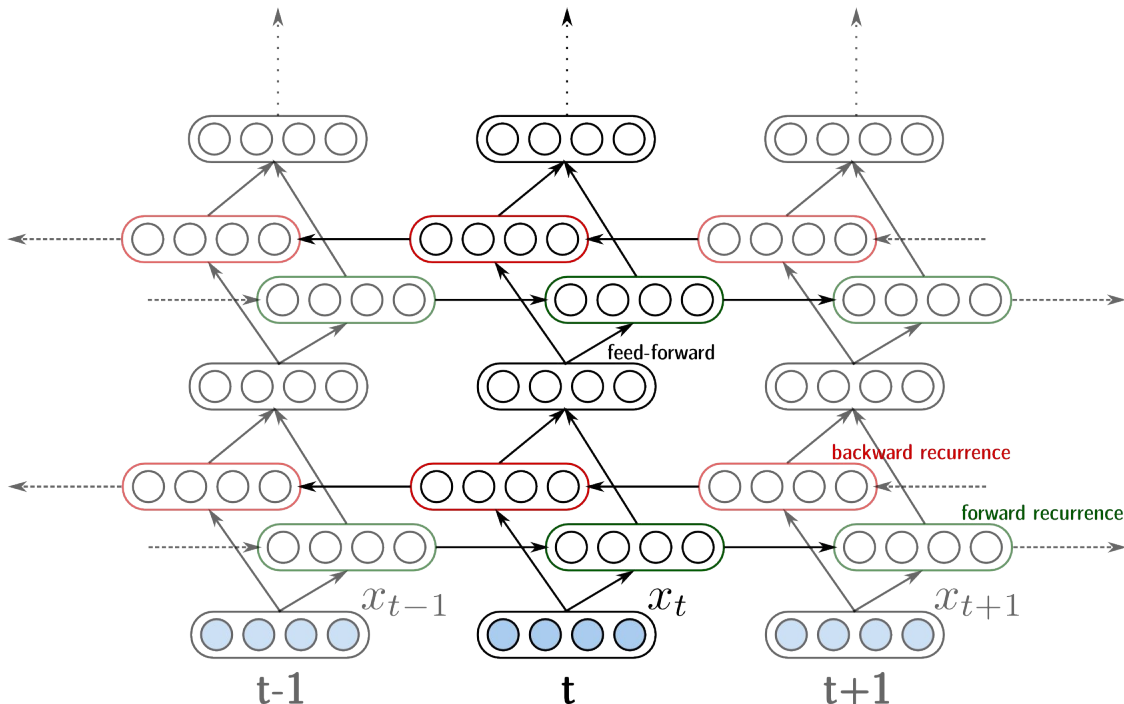 feed-forward
backward recurrence
forward recurrence
x_{t-1} x_t x_{t+1}
t-1 t t+1